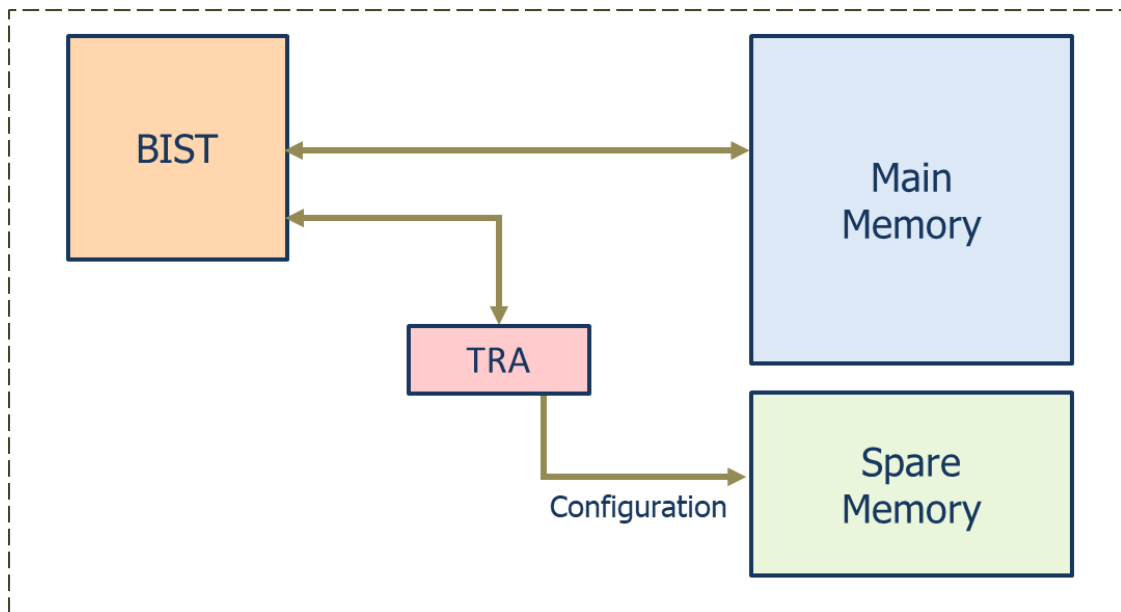 BIST
Main
Memory
TRA
Spare
Memory
Configuration